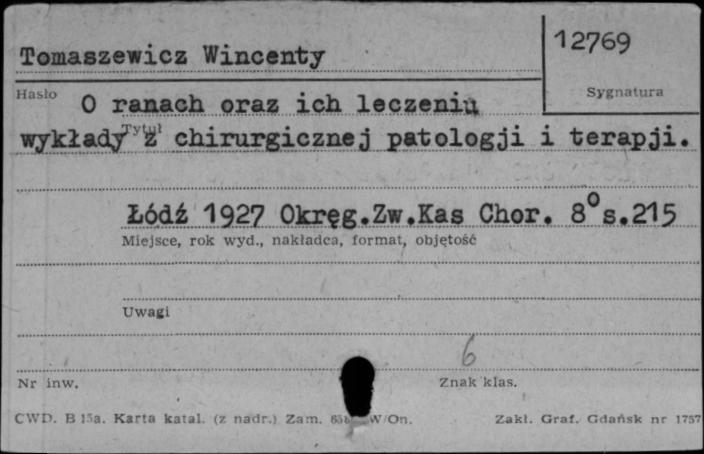 Tomaszewicz Wincenty
12769
Hasło
Sygnatura
O ranach oraz ich leczeniu
Tytuł
wykłady z chirurgicznej patologji i terapji.
Łódź 1927 Okręg.Zw.Kas Chor. 8° s.215
Miejsce, rok wyd., nakładca, format, objętość
Uwagi
6
Nr inw.
Znak klas.
CWD. B 15a. Karta katal. (z nadr.) Zam. W/On.
Zakł. Graf. Gdańsk nr 1757